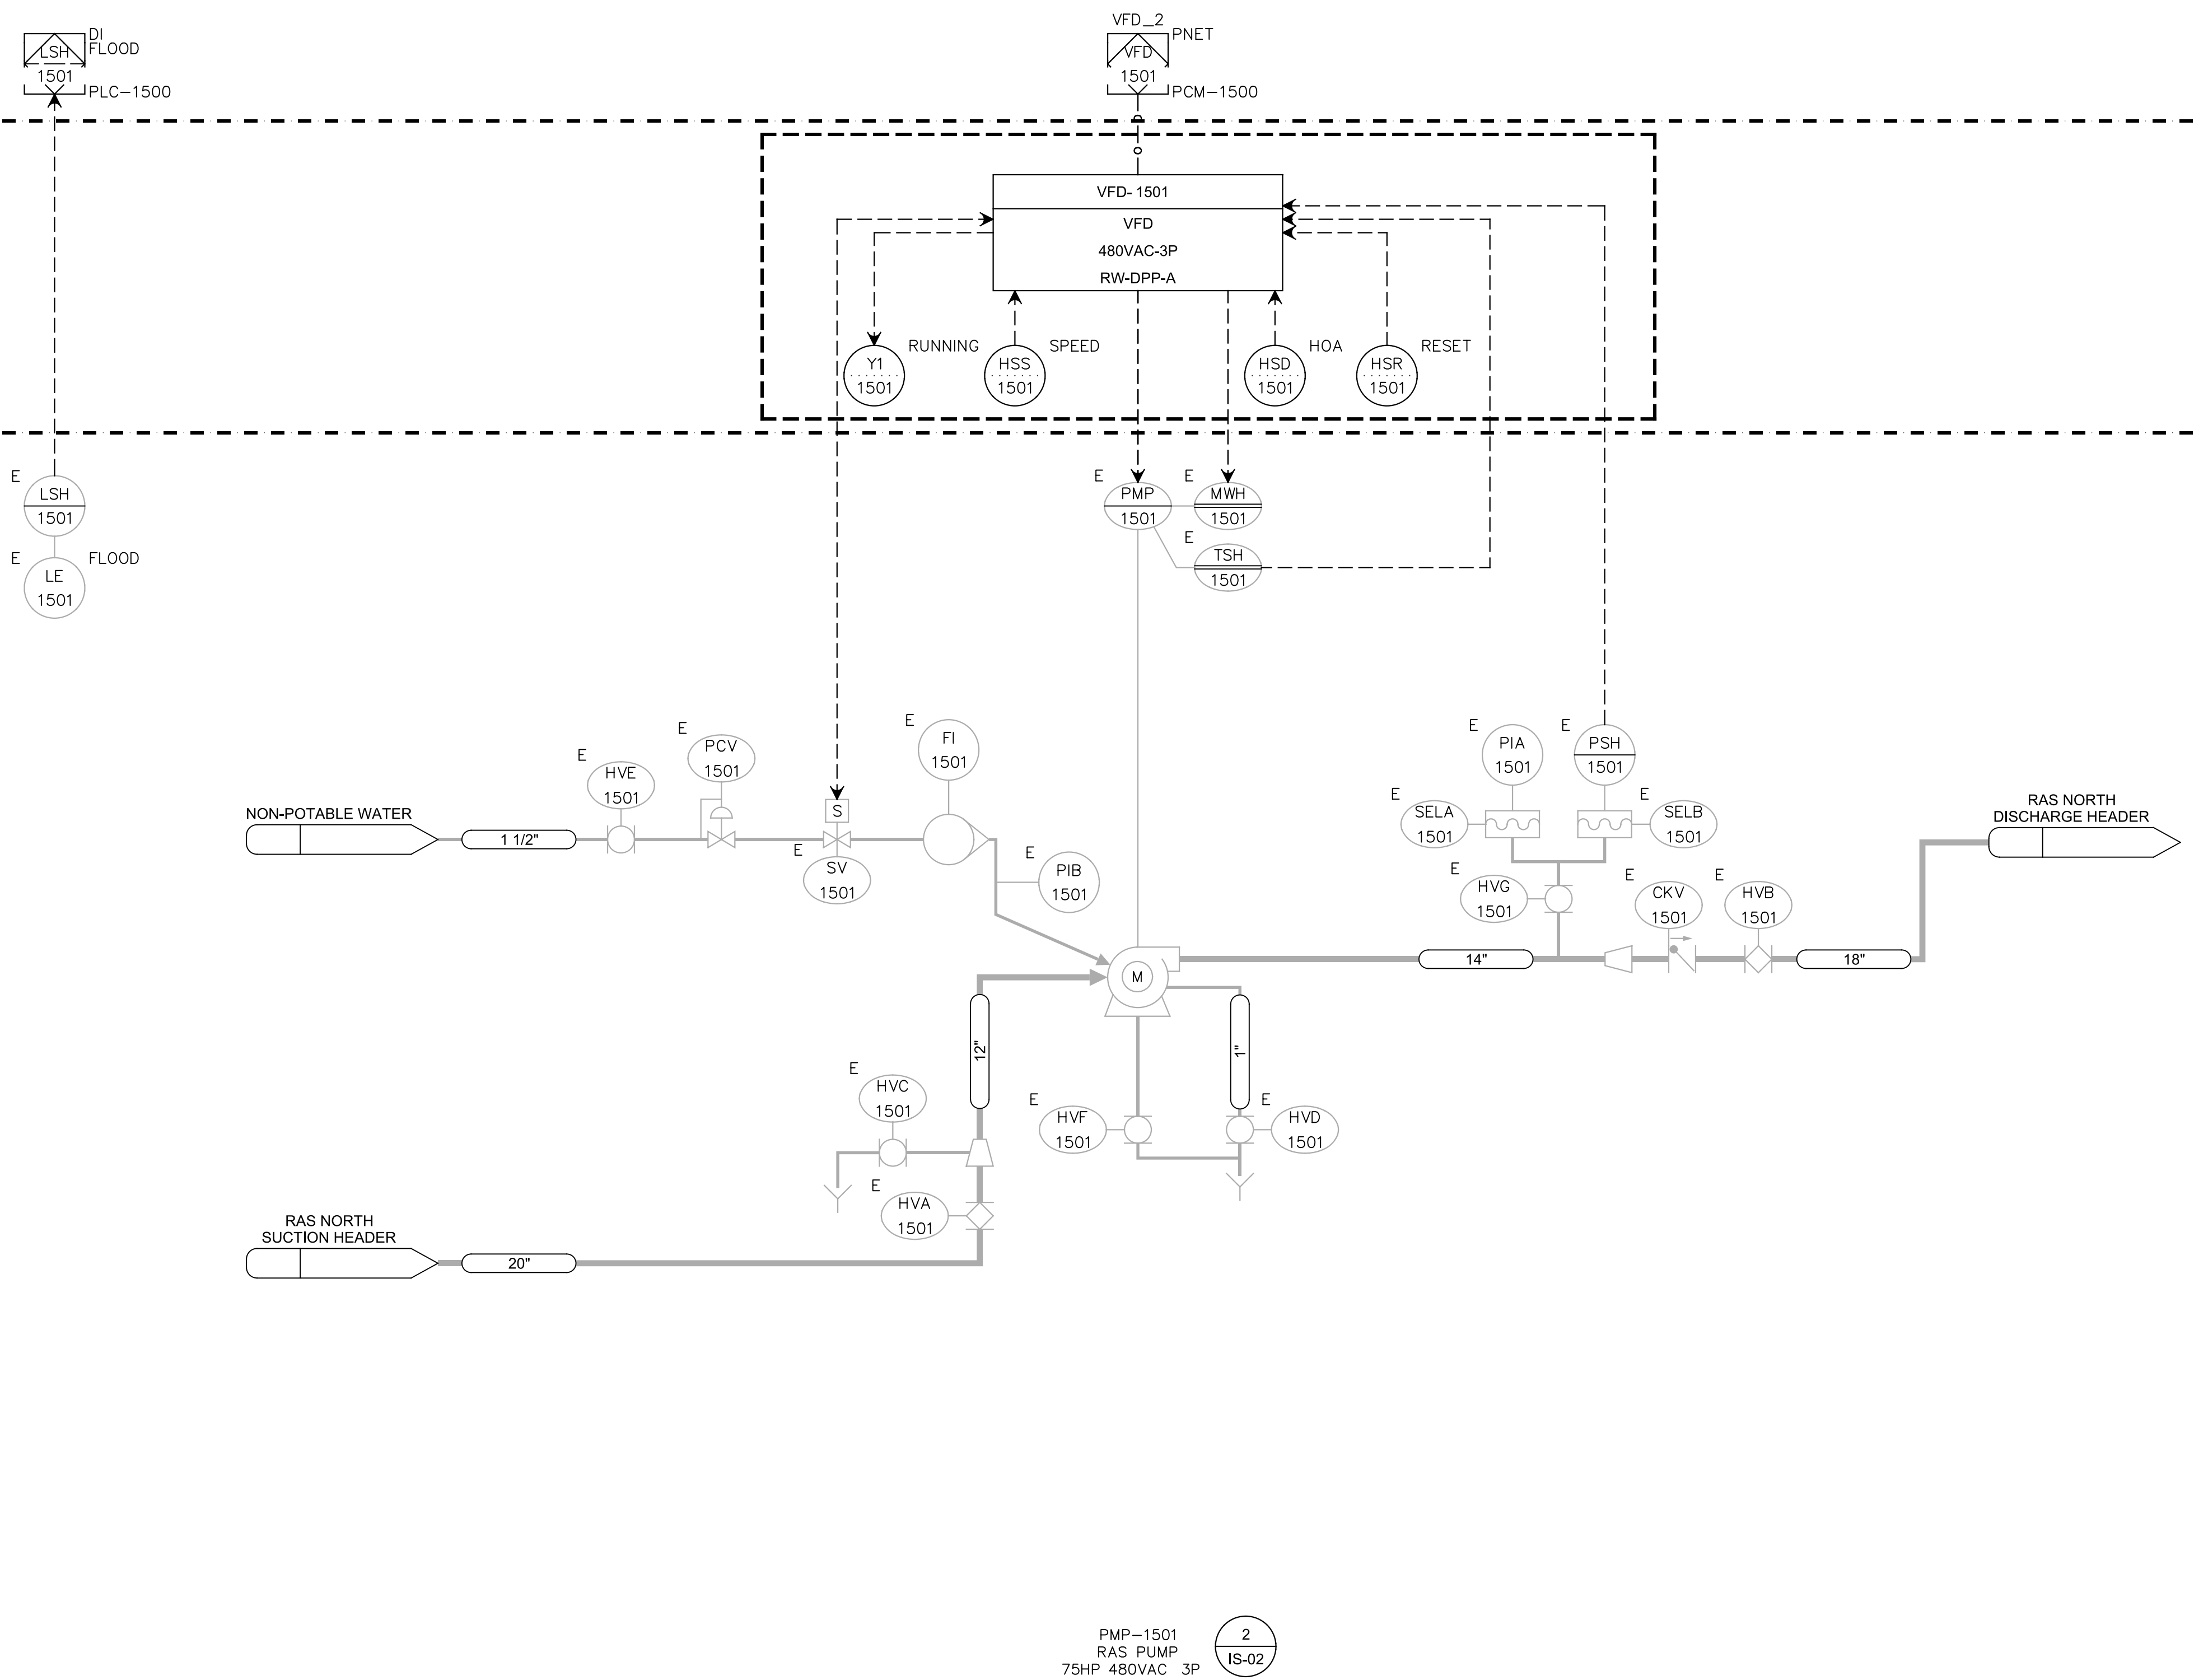 DI
FLOOD
LSH
1501
PLC-1500
VFD_2
PNET
VFD
1501
PCM-1500
VFD- 1501
VFD
480VAC-3P
RW-DPP-A
Y1
1501
RUNNING
HSS
1501
SPEED
HSD
1501
HOA
HSR
1501
RESET
E
LSH
1501
E
LE
1501
FLOOD
E
PMP
1501
E
MWH
1501
E
TSH
1501
NON-POTABLE WATER
1 1/2"
E
HVE
1501
E
PCV
1501
S
E
SV
1501
E
FI
1501
E
PIB
1501
E
PIA
1501
E
PSH
1501
E
SELA
1501
E
SELB
1501
E
HVG
1501
E
CKV
1501
E
HVB
1501
RAS NORTH
DISCHARGE HEADER
14"
18"
M
12"
1"
E
HVC
1501
E
HVF
1501
E
HVD
1501
E
HVA
1501
RAS NORTH
SUCTION HEADER
20"
PMP-1501
RAS PUMP
75HP 480VAC 3P
2
IS-02